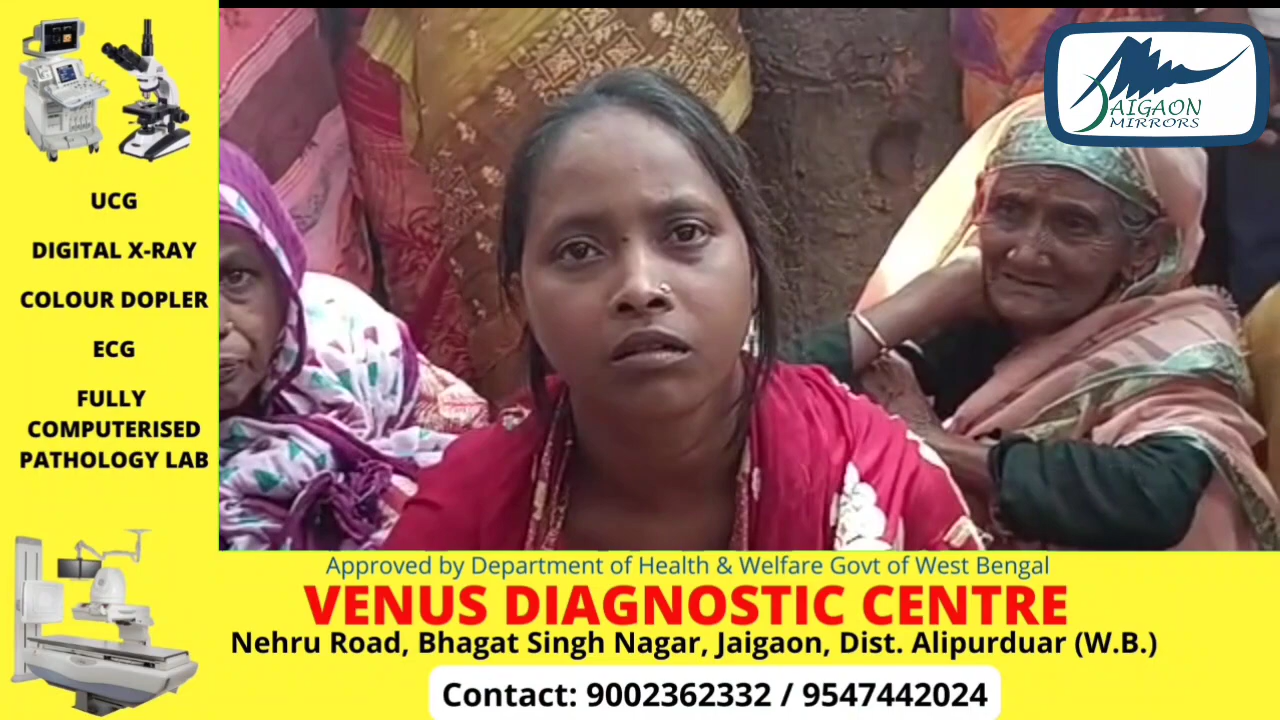 JAIGAON
MIRRORS
UCG
DIGITAL X-RAY
COLOUR DOPLER
ECG
FULLY
COMPUTERISED
PATHOLOGY LAB
Approved by Department of Health & Welfare Govt of West Bengal
VENUS DIAGNOSTIC CENTRE
Nehru Road, Bhagat Singh Nagar, Jaigaon, Dist. Alipurduar (W.B.)
Contact: 9002362332 / 9547442024